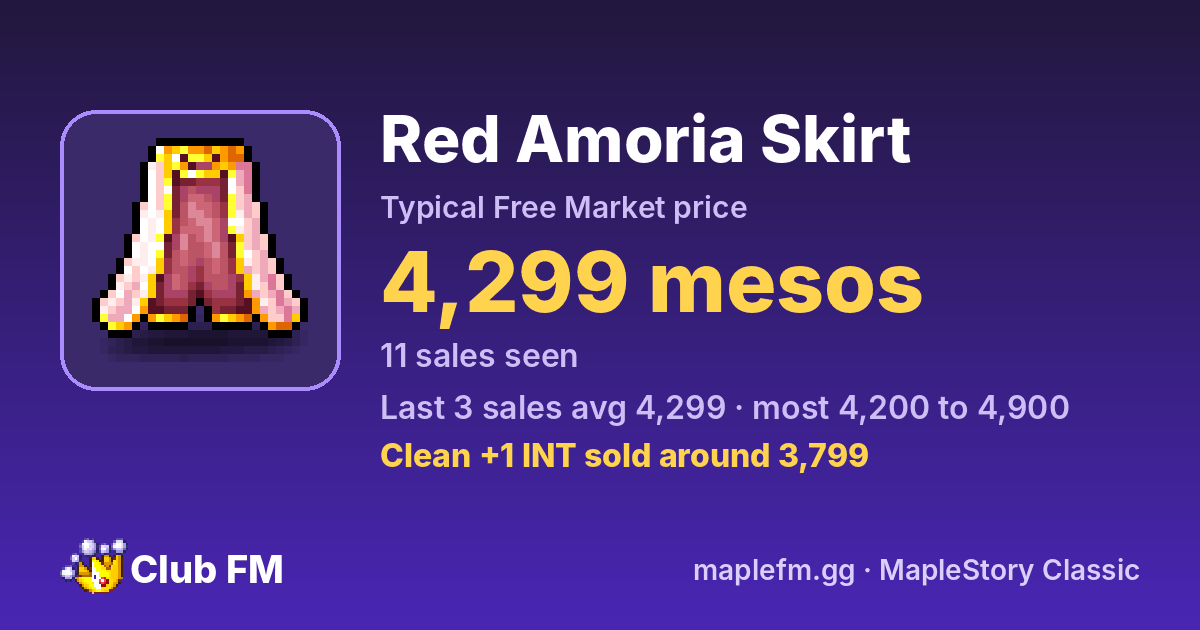 Red Amoria Skirt
Typical Free Market price
4,299 mesos
11 sales seen
Last 3 sales avg 4,299 · most 4,200 to 4,900
Clean +1 INT sold around 3,799
Club FM
maplefm.gg · MapleStory Classic